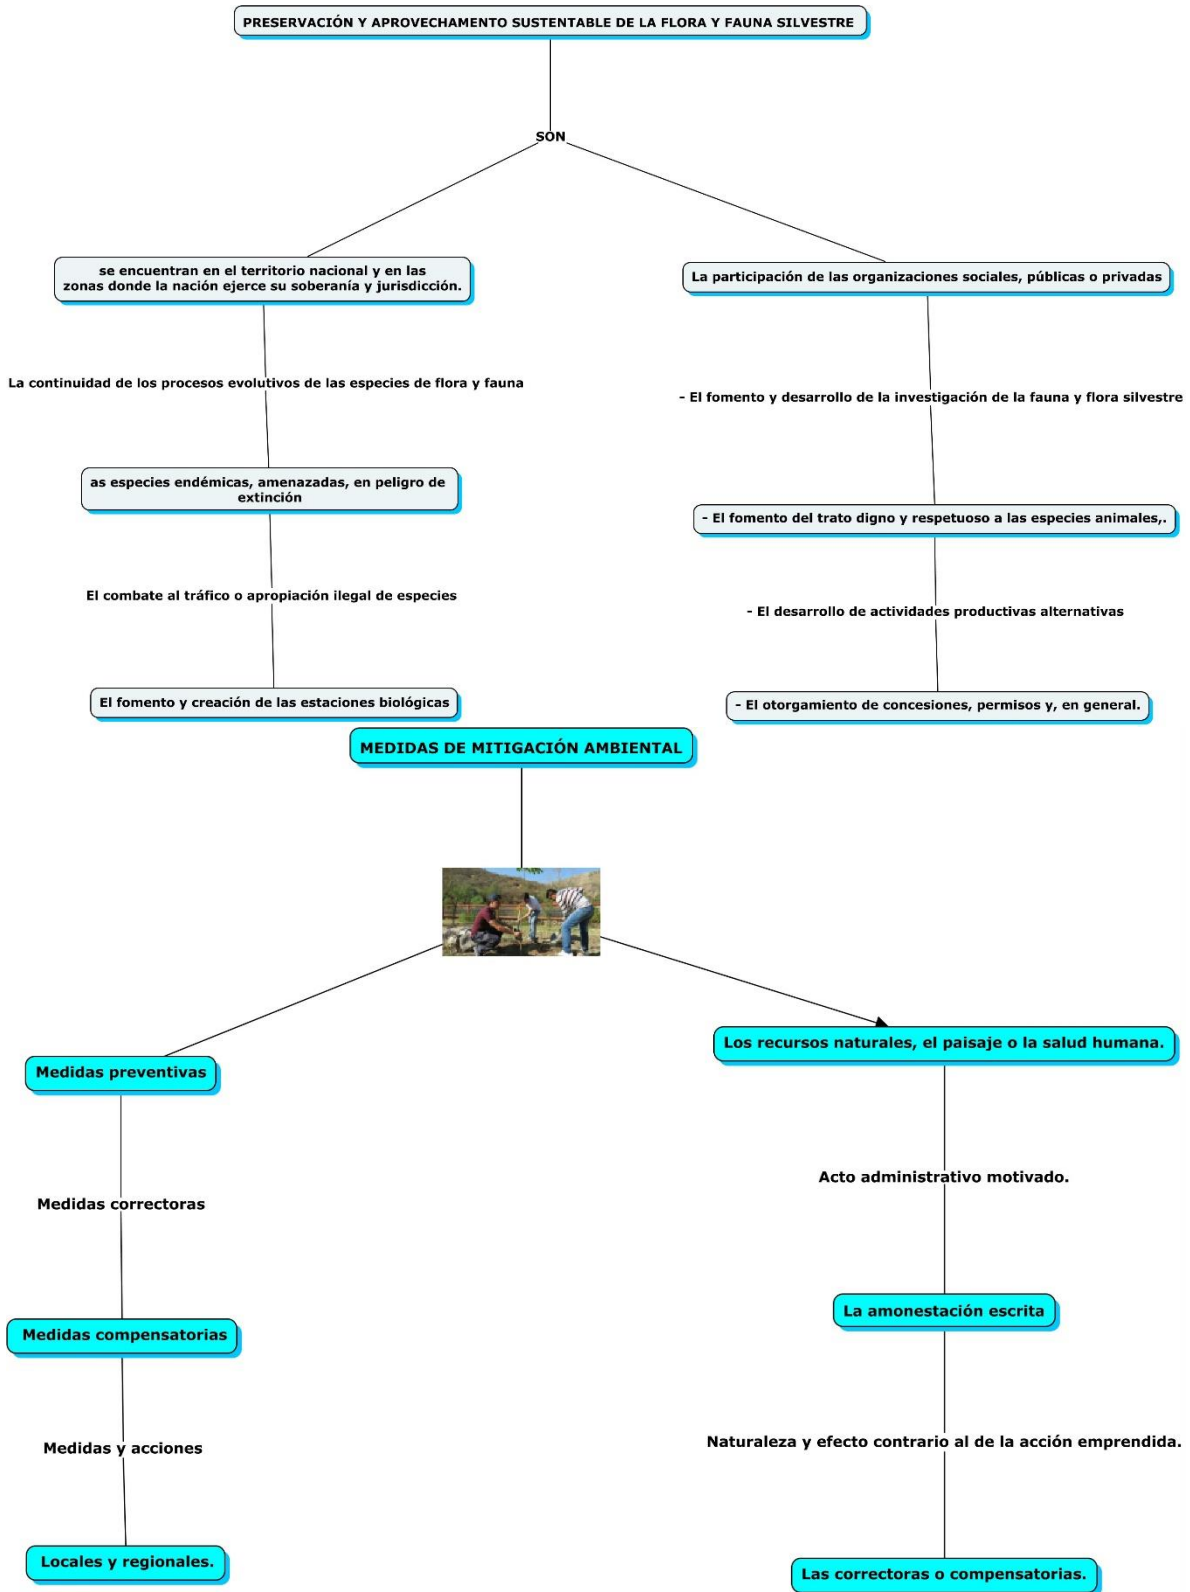 PRESERVACIÓN Y APROVECHAMENTO SUSTENTABLE DE LA FLORA Y FAUNA SILVESTRE
SON
se encuentran en el territorio nacional y en las
zonas donde la nación ejerce su soberanía y jurisdicción.
La continuidad de los procesos evolutivos de las especies de flora y fauna
as especies endémicas, amenazadas, en peligro de
extinción
El combate al tráfico o apropiación ilegal de especies
El fomento y creación de las estaciones biológicas
La participación de las organizaciones sociales, públicas o privadas
- El fomento y desarrollo de la investigación de la fauna y flora silvestre
- El fomento del trato digno y respetuoso a las especies animales,.
- El desarrollo de actividades productivas alternativas
- El otorgamiento de concesiones, permisos y, en general.
MEDIDAS DE MITIGACIÓN AMBIENTAL
Medidas preventivas
Medidas correctoras
Medidas compensatorias
Medidas y acciones
Locales y regionales.
Los recursos naturales, el paisaje o la salud humana.
Acto administrativo motivado.
La amonestación escrita
Naturaleza y efecto contrario al de la acción emprendida.
Las correctoras o compensatorias.